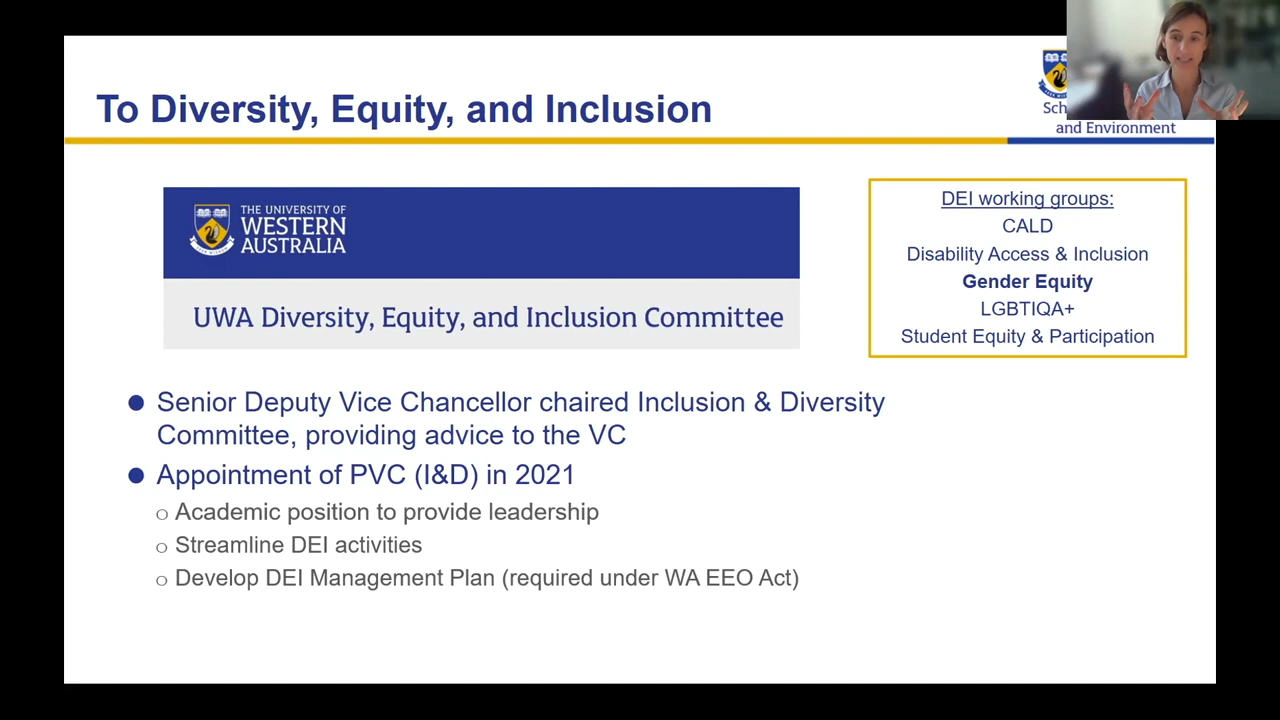 To Diversity, Equity, and Inclusion
and Environment
THE UNIVERSITY OF
WESTERN
AUSTRALIA
UWA Diversity, Equity, and Inclusion Committee
DEI working groups:
CALD
Disability Access & Inclusion
Gender Equity
LGBTIQA+
Student Equity & Participation
Senior Deputy Vice Chancellor chaired Inclusion & Diversity
Committee, providing advice to the VC
Appointment of PVC (I&D) in 2021
Academic position to provide leadership
Streamline DEI activities
Develop DEI Management Plan (required under WA EEO Act)